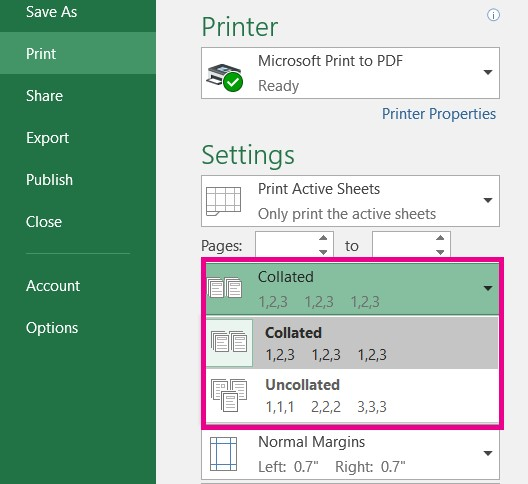 Save As
Print
Share
Export
Publish
Close
Account
Options
Printer
Microsoft Print to PDF
Ready
Printer Properties
Settings
Print Active Sheets
Only print the active sheets
Pages: to
Collated
1,2,3 1,2,3 1,2,3
Collated
1,2,3 1,2,3 1,2,3
Uncollated
1,1,1 2,2,2 3,3,3
Normal Margins
Left: 0.7" Right: 0.7"